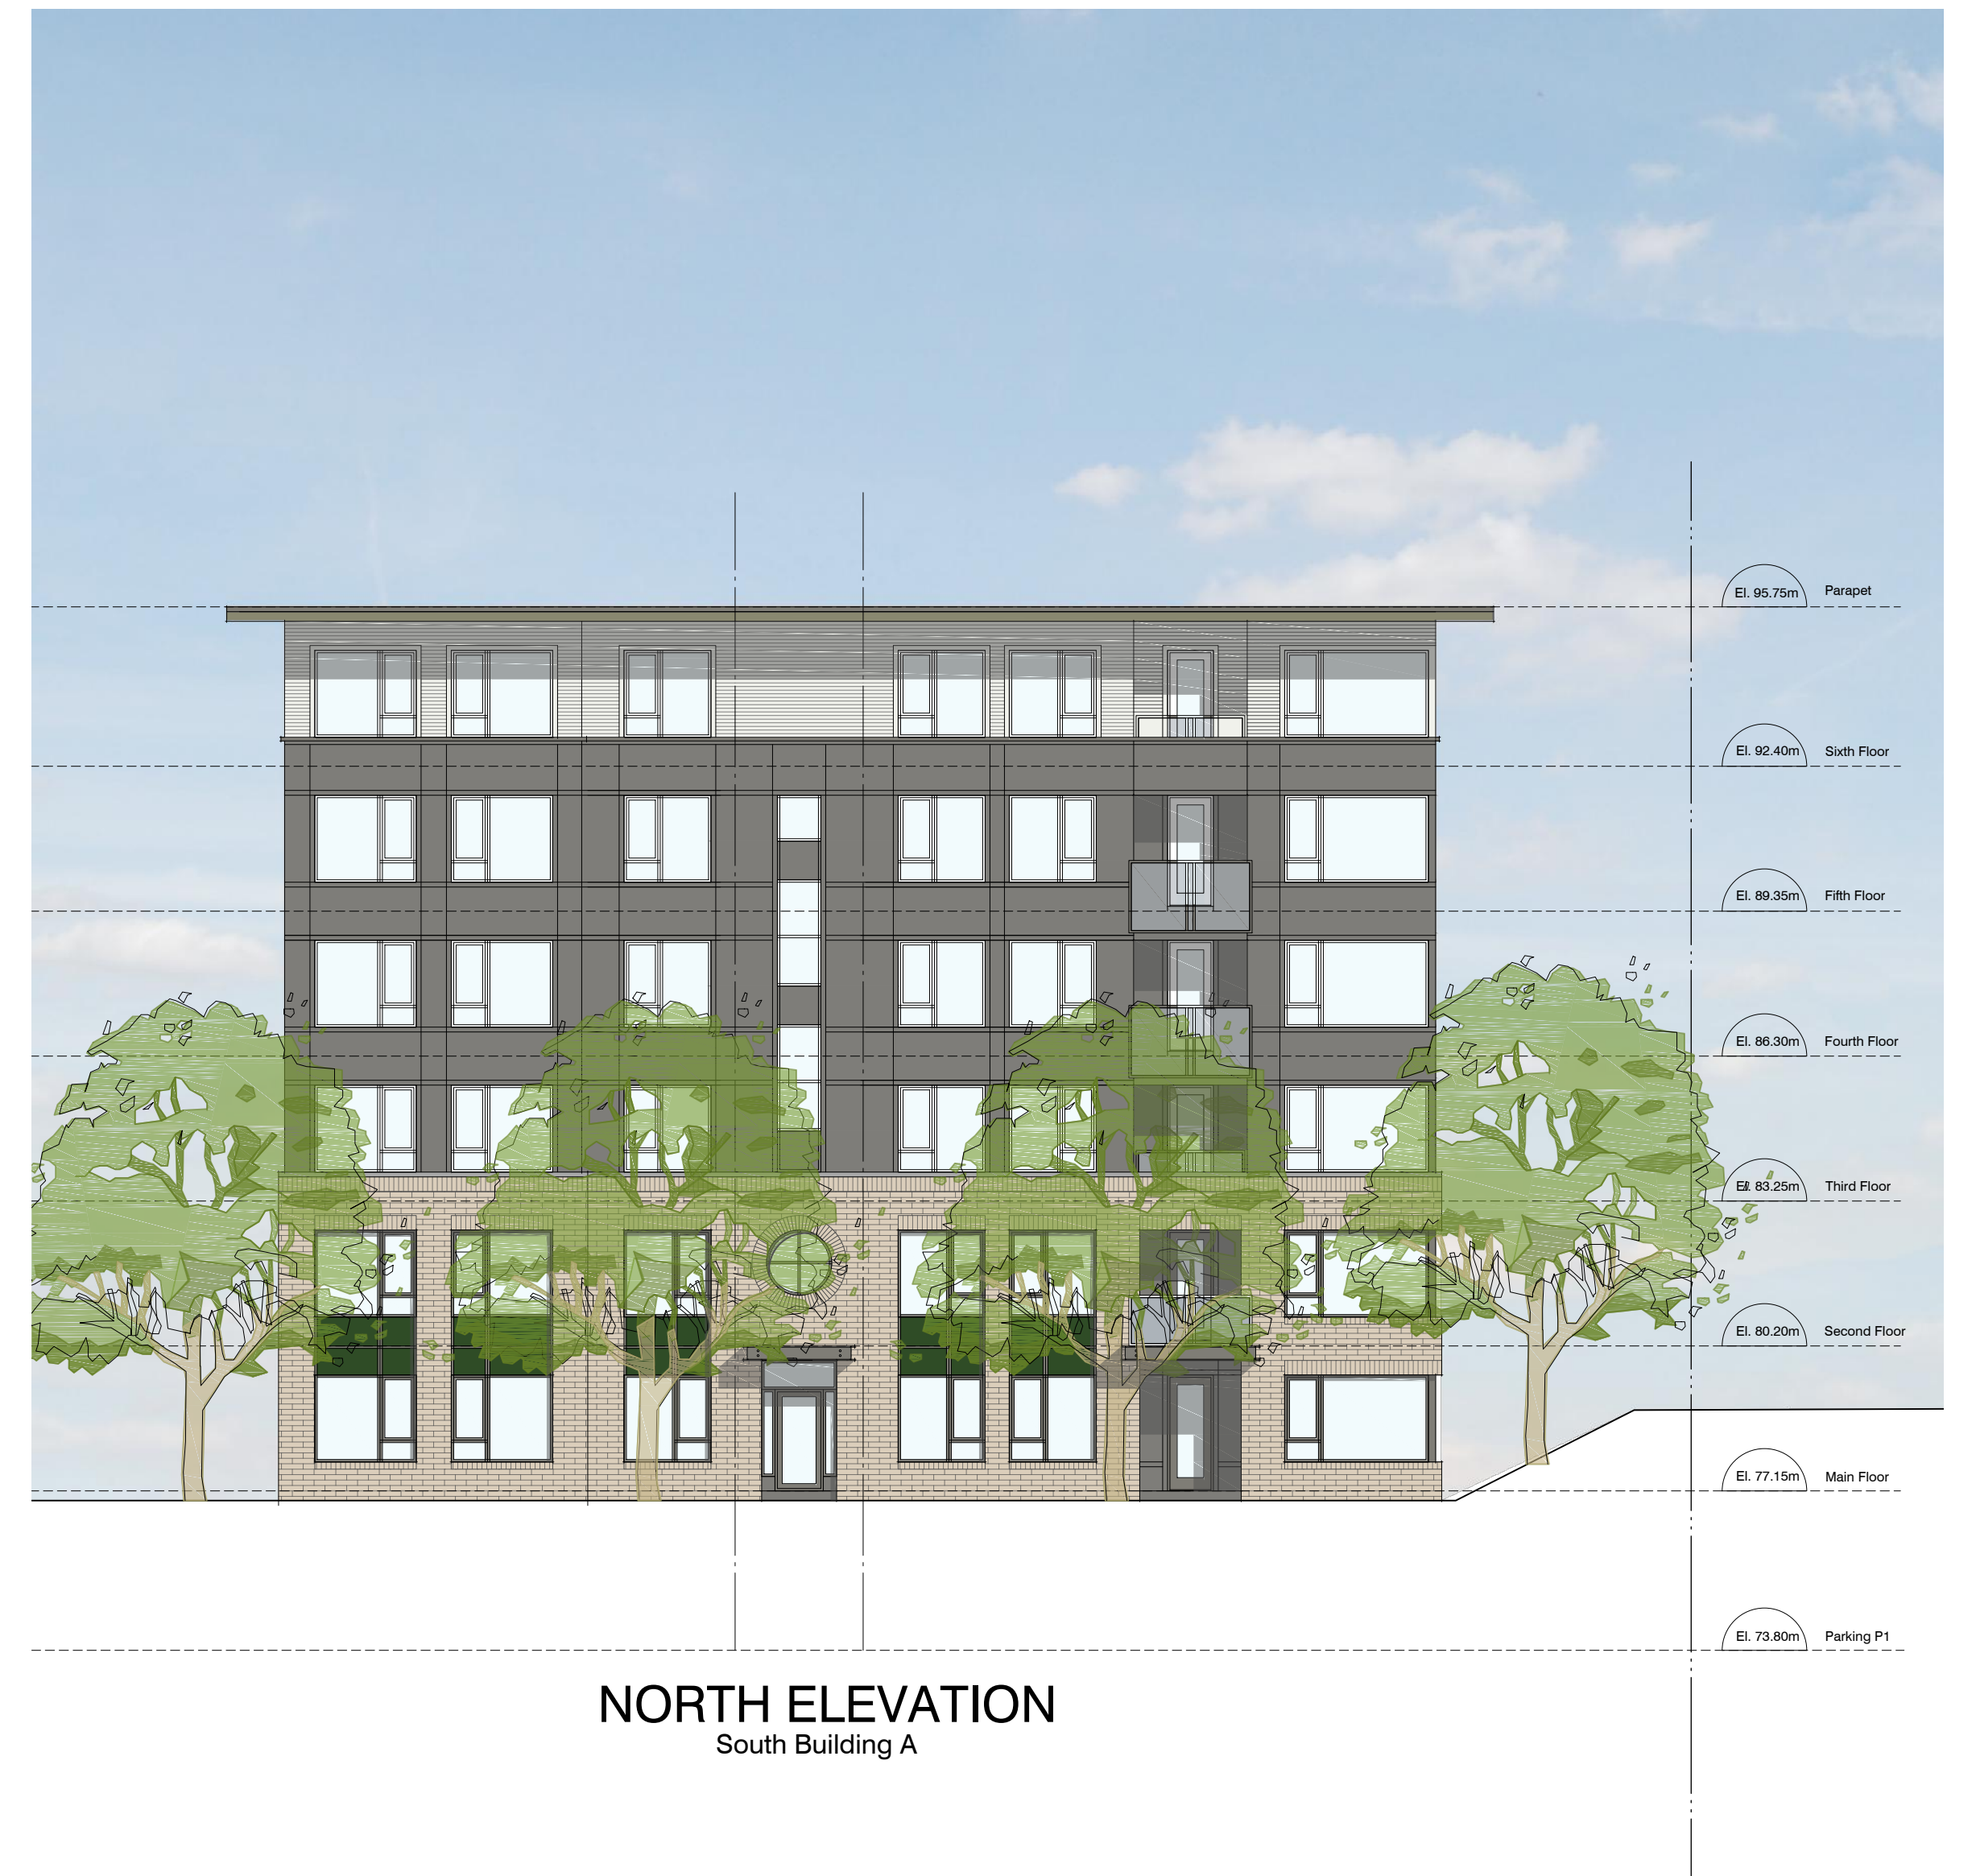 El. 95.75m Parapet
El. 92.40m Sixth Floor
El. 89.35m Fifth Floor
El. 86.30m Fourth Floor
El. 83.25m Third Floor
El. 80.20m Second Floor
El. 77.15m Main Floor
El. 73.80m Parking P1
NORTH ELEVATION
South Building A